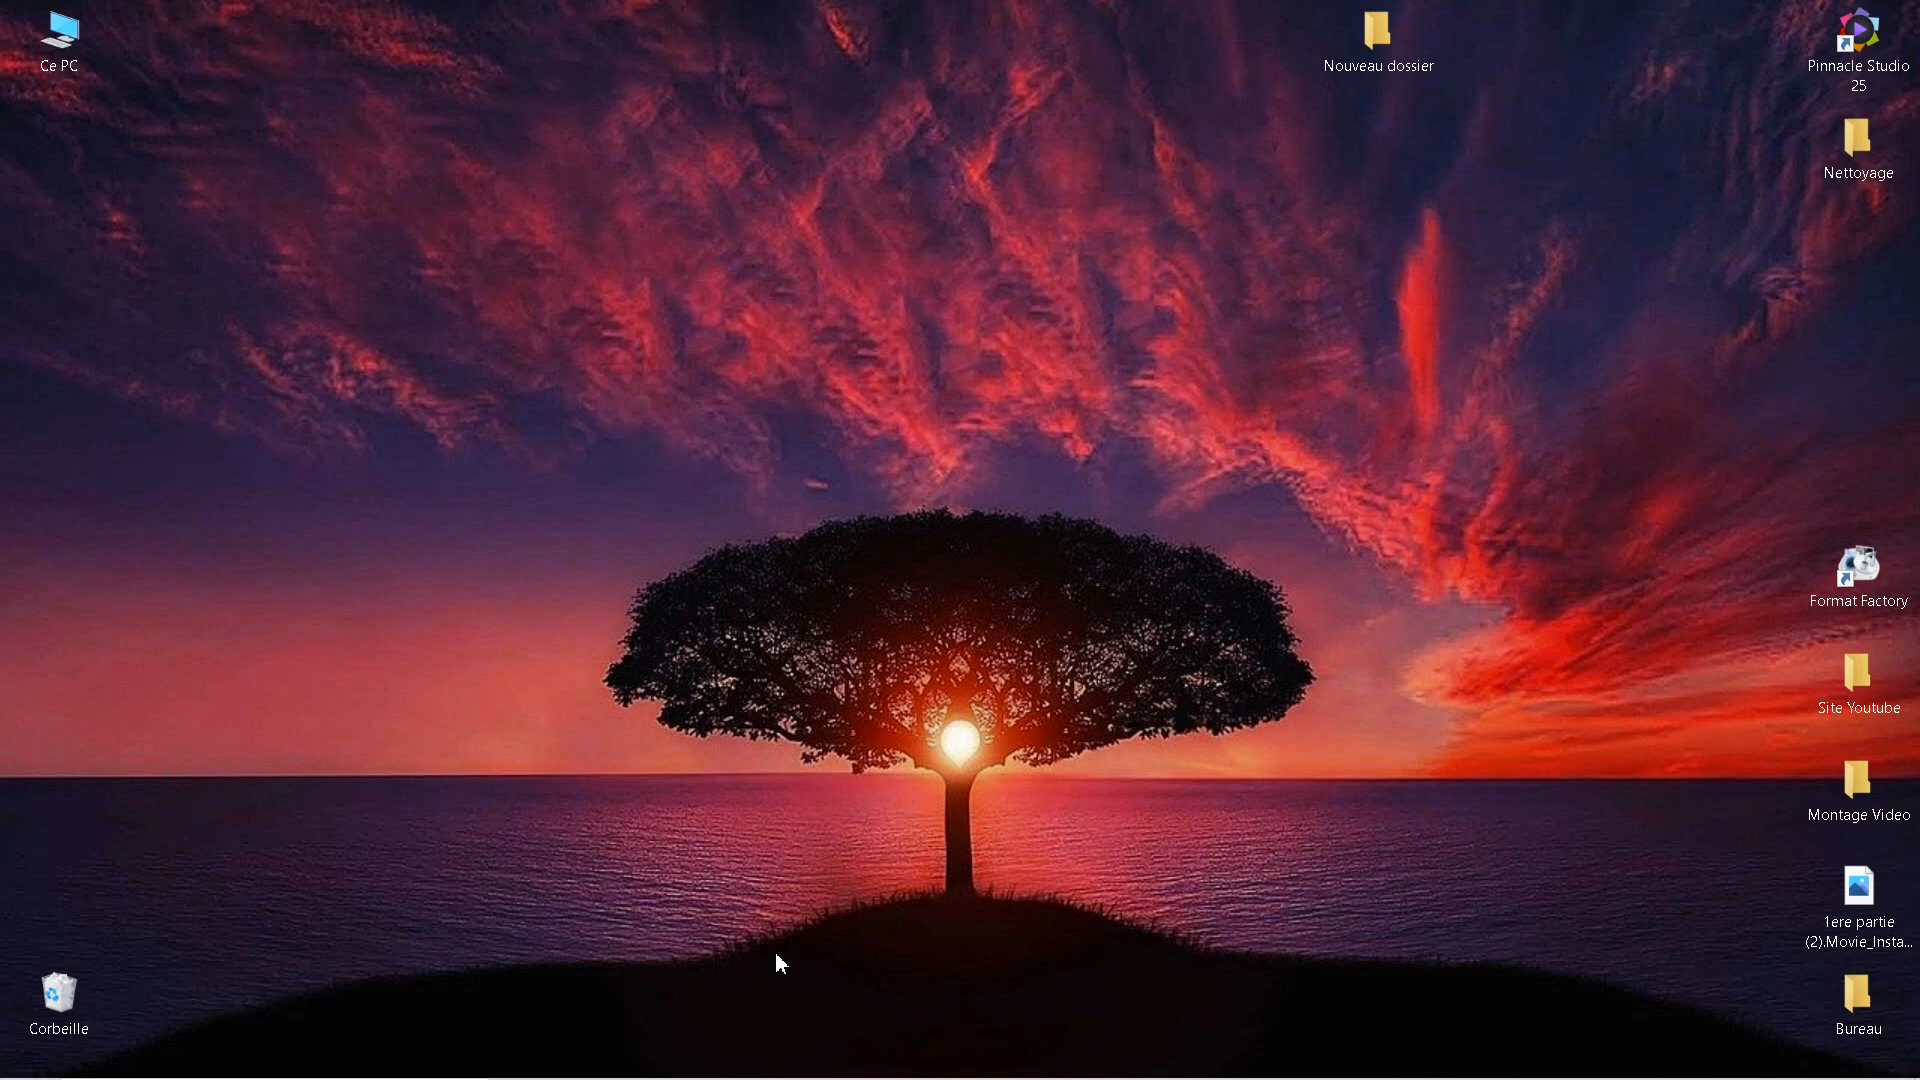 Ce PC
Nouveau dossier
Pinnacle Studio
25
Nettoyage
Format Factory
Site Youtube
Montage Video
1ere partie
(2).Movie_Insta...
Corbeille
Bureau